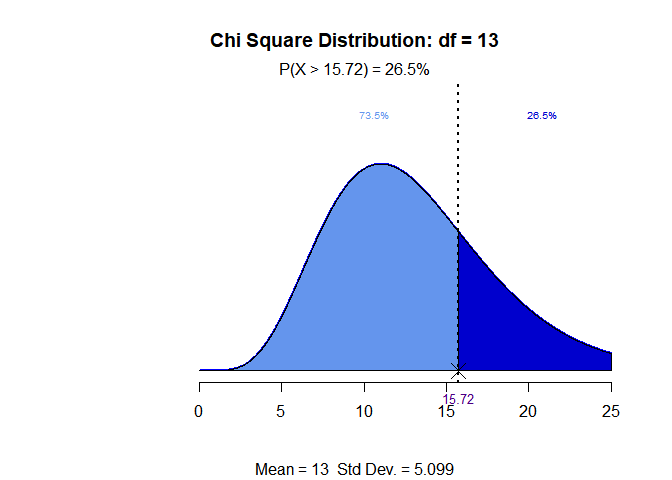 Chi Square Distribution: df = 13
P(X > 15.72) = 26.5%
73.5% 26.5%
15.72
0 5 10 15 20 25
Mean = 13  Std Dev. = 5.099